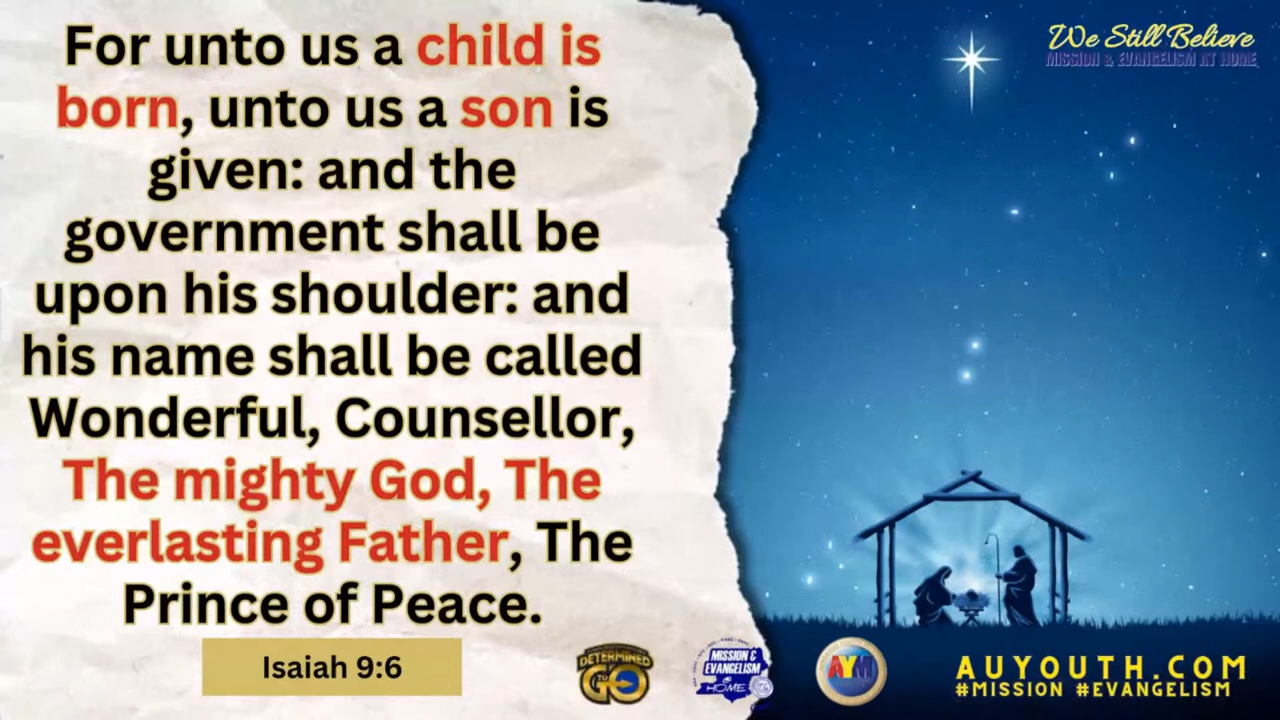 For unto us a child is
born, unto us a son is
given: and the
government shall be
upon his shoulder: and
his name shall be called
Wonderful, Counsellor,
The mighty God, The
everlasting Father, The
Prince of Peace.
Isaiah 9:6
We Still Believe
MISSION & EVANGELISM AT HOME
DETERMINED
TO
GO
MISSION &
EVANGELISM
HOME
AYM
AUYOUTH.COM
#MISSION #EVANGELISM